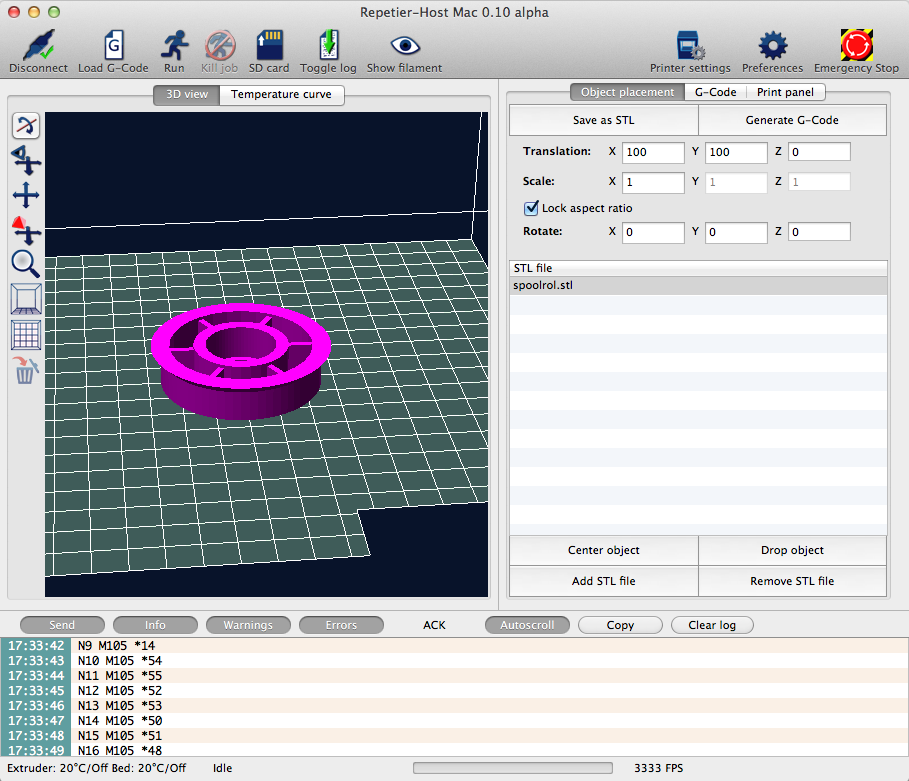 Repetier-Host Mac 0.10 alpha
Disconnect Load G-Code Run Kill job SD card Toggle log Show filament Printer settings Preferences Emergency Stop
3D view Temperature curve
Object placement G-Code Print panel
Save as STL Generate G-Code
Translation: X 100 Y 100 Z 0
Scale: X 1 Y 1 Z 1
Lock aspect ratio
Rotate: X 0 Y 0 Z 0
STL file
spoolrol.stl
Center object Drop object
Add STL file Remove STL file
Send Info Warnings Errors ACK Autoscroll Copy Clear log
17:33:42 N9 M105 *14
17:33:43 N10 M105 *54
17:33:44 N11 M105 *55
17:33:45 N12 M105 *52
17:33:46 N13 M105 *53
17:33:47 N14 M105 *50
17:33:48 N15 M105 *51
17:33:49 N16 M105 *48
Extruder: 20°C/Off Bed: 20°C/Off Idle 3333 FPS